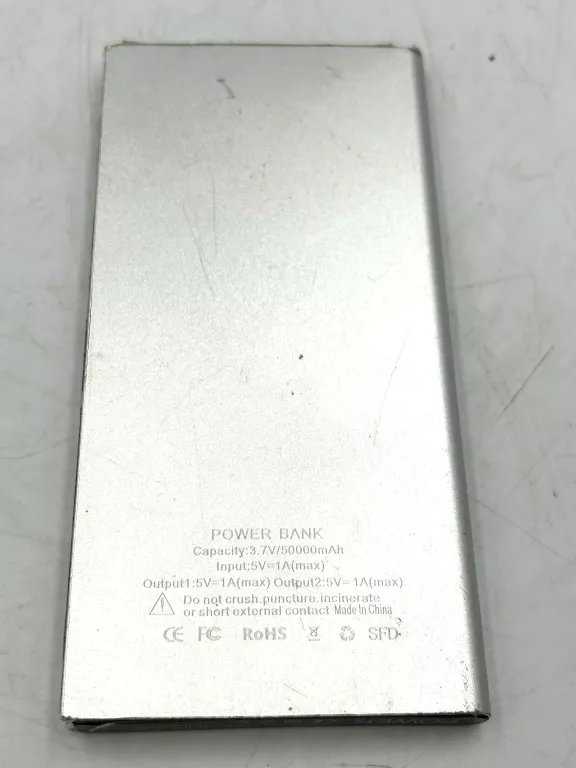 POWER BANK
Capacity:3.7V/50000mAh
Input:5V=1A(max)
Output1:5V=1A(max) Output2:5V=1A(max)
Do not crush.puncture.incinerate
or short external contact Made In China
CE FC RoHS SFD